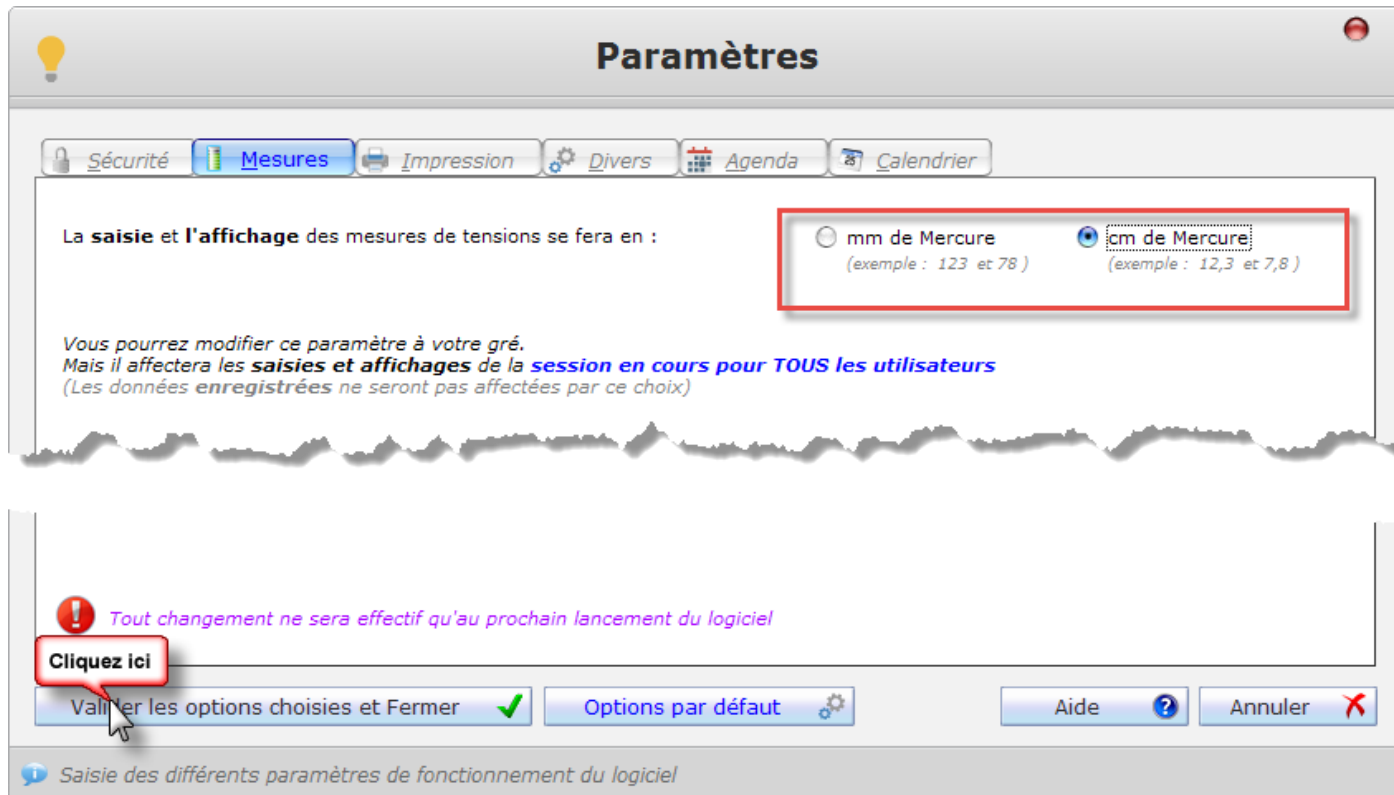 Paramètres
Sécurité Mesures Impression Divers Agenda Calendrier
La saisie et l'affichage des mesures de tensions se fera en : mm de Mercure cm de Mercure
(exemple : 123 et 78 ) (exemple : 12,3 et 7,8 )
Vous pourrez modifier ce paramètre à votre gré.
Mais il affectera les saisies et affichages de la session en cours pour TOUS les utilisateurs
(Les données enregistrées ne seront pas affectées par ce choix)
Tout changement ne sera effectif qu'au prochain lancement du logiciel
Cliquez ici
Valider les options choisies et Fermer Options par défaut Aide Annuler
Saisie des différents paramètres de fonctionnement du logiciel